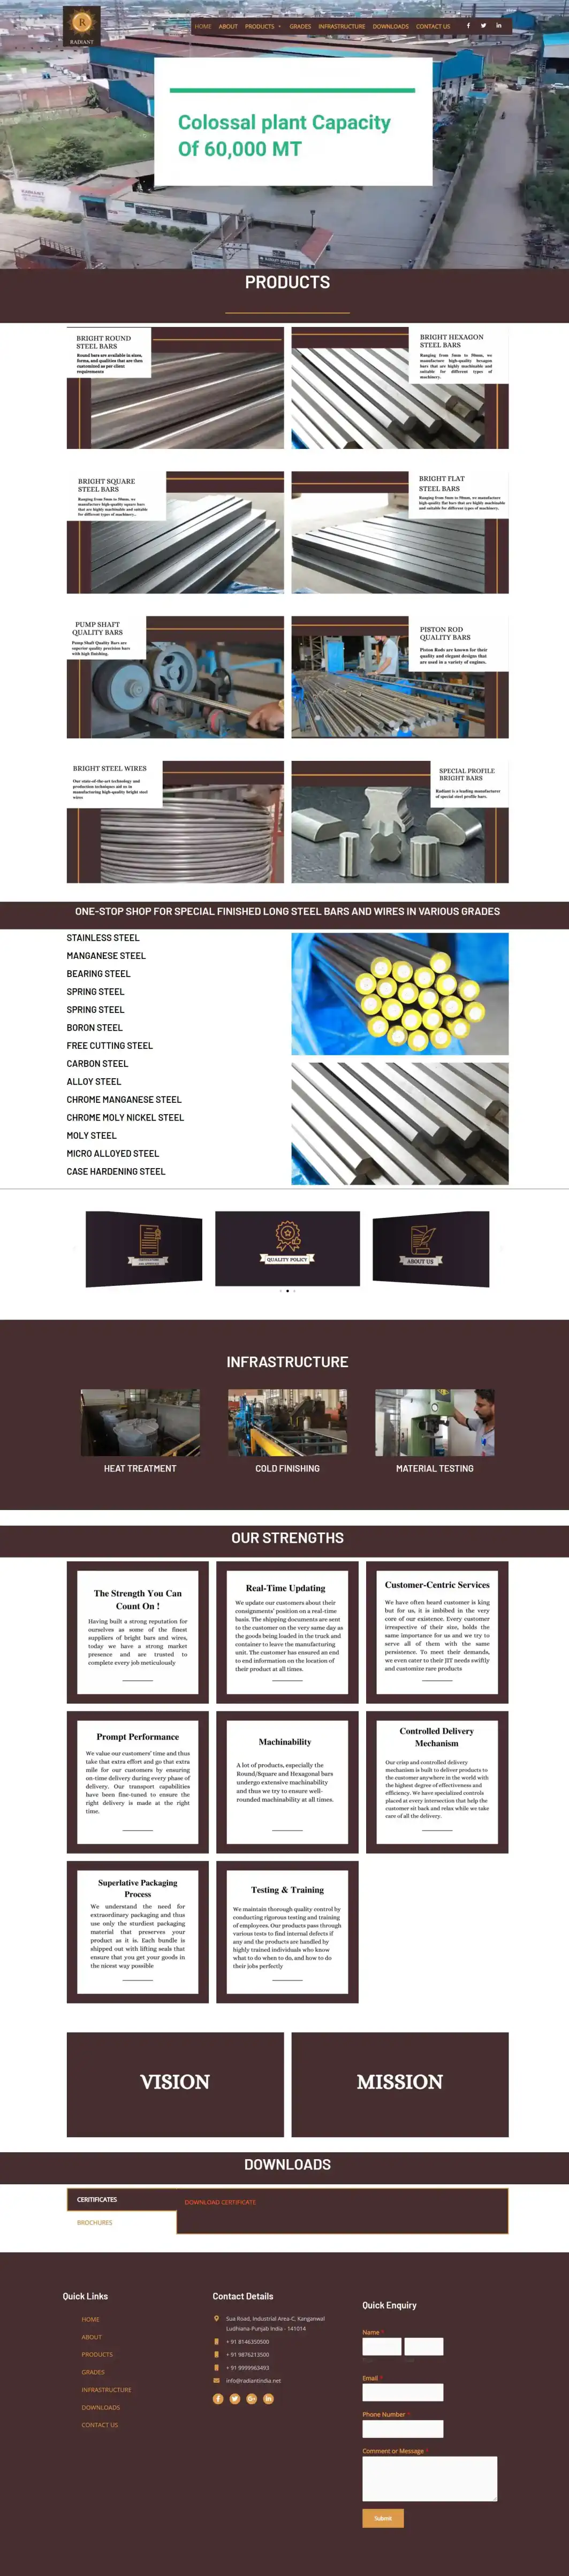 R
RADIANT
HOME ABOUT PRODUCTS GRADES INFRASTRUCTURE DOWNLOADS CONTACT US
Colossal plant Capacity
Of 60,000 MT
PRODUCTS
BRIGHT ROUND
STEEL BARS
Round bars are available in sizes,
forms, and qualities that are then
customized as per client
requirements
BRIGHT HEXAGON
STEEL BARS
Ranging from 5mm to 50mm, we
manufacture high-quality hexagon
bars that are highly machinable and
suitable for different types of
machinery.
BRIGHT SQUARE
STEEL BARS
Ranging from 5mm to 50mm, we
manufacture high-quality square bars
that are highly machinable and suitable
for different types of machinery..
BRIGHT FLAT
STEEL BARS
Ranging from 5mm to 50mm, we manufacture
high-quality flat bars that are highly machinable
and suitable for different types of machinery.
PUMP SHAFT
QUALITY BARS
Pump Shaft Quality Bars are
superior quality precision bars
with high finishing.
PISTON ROD
QUALITY BARS
Piston Rods are known for their
quality and elegant designs that
are used in a variety of engines.
BRIGHT STEEL WIRES
Our state-of-the-art technology and
production techniques aid us in
manufacturing high-quality bright steel
wires
SPECIAL PROFILE
BRIGHT BARS
Radiant is a leading manufacturer
of special steel profile bars.
ONE-STOP SHOP FOR SPECIAL FINISHED LONG STEEL BARS AND WIRES IN VARIOUS GRADES
STAINLESS STEEL
MANGANESE STEEL
BEARING STEEL
SPRING STEEL
SPRING STEEL
BORON STEEL
FREE CUTTING STEEL
CARBON STEEL
ALLOY STEEL
CHROME MANGANESE STEEL
CHROME MOLY NICKEL STEEL
MOLY STEEL
MICRO ALLOYED STEEL
CASE HARDENING STEEL
QUALITY POLICY
ABOUT US
INFRASTRUCTURE
HEAT TREATMENT
COLD FINISHING
MATERIAL TESTING
OUR STRENGTHS
The Strength You Can
Count On !
Having built a strong reputation for
ourselves as some of the finest
suppliers of bright bars and wires,
today we have a strong market
presence and are trusted to
complete every job meticulously
Real-Time Updating
We update our customers about their
consignments' position on a real-time
basis. The shipping documents are sent
to the customer on the very same day as
the goods being loaded in the truck and
container to leave the manufacturing
unit. The customer has ensured an end
to end information on the location of
their product at all times.
Customer-Centric Services
We have often heard customer is king
but for us, it is imbibed in the very
core of our existence. Every customer
irrespective of their sine, holds the
same importance for us and we try to
serve all of them with the same
persistence. To meet their demands,
we even cater to their JIT needs swiftly
and customize rare products
Prompt Performance
We value our customers' time and thus
take that extra effort and go that extra
mile for our customers by ensuring
on-time delivery during every phase of
delivery. Our transport capabilities
have been fine-tuned to ensure the
right delivery is made at the right
time.
Machinability
A lot of products, especially the
Round/Square and Hexagonal bars
undergo extensive machinability
and thus we try to ensure well-
rounded machinability at all times.
Controlled Delivery
Mechanism
Our crisp and controlled delivery
mechanism is built to deliver products to
the customer anywhere in the world with
the highest degree of effectiveness and
efficiency. We have specialized controls
placed at every intersection that help the
customer sit back and relax while we take
care of all the delivery.
Superlative Packaging
Process
We understand the need for
extraordinary packaging and thus
use only the sturdiest packaging
material that preserves your
product as it is. Each bundle is
shipped out with lifting seals that
ensure that you get your goods in
the nicest way possible
Testing & Training
We maintain thorough quality control by
conducting rigorous testing and training
of employees. Our products pass through
various tests to find internal defects if
any and the products are handled by
highly trained individuals who know
what to do when to do, and how to do
their jobs perfectly
VISION
MISSION
DOWNLOADS
CERITIFICATES
BROCHURES
DOWNLOAD CERTIFICATE
Quick Links
HOME
ABOUT
PRODUCTS
GRADES
INFRASTRUCTURE
DOWNLOADS
CONTACT US
Contact Details
Sua Road, Industrial Area-C, Kanganwal
Ludhiana-Punjab India - 141014
+ 91 8146350500
+ 91 9876213500
+ 91 9999963493
info@radiantindia.net
Quick Enquiry
Name *
Email *
Phone Number *
Comment or Message *
Submit